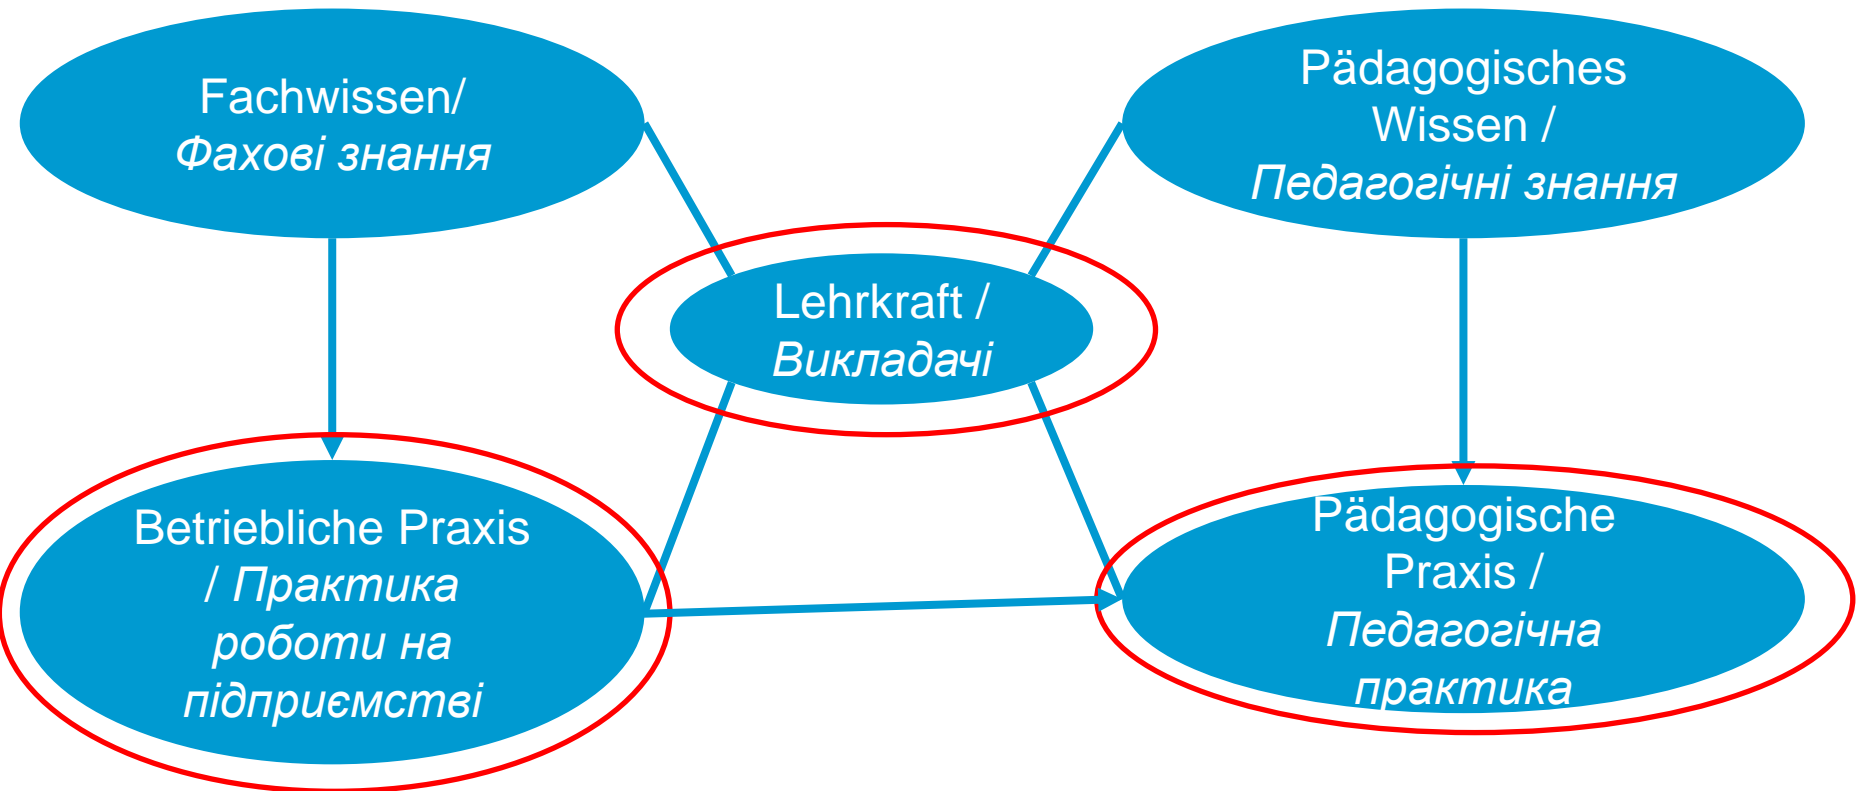 Fachwissen/
Фахові знання
Pädagogisches
Wissen /
Педагогічні знання
Lehrkraft /
Викладачі
Betriebliche Praxis
/ Практика
роботи на
підприємстві
Pädagogische
Praxis /
Педагогічна
практика